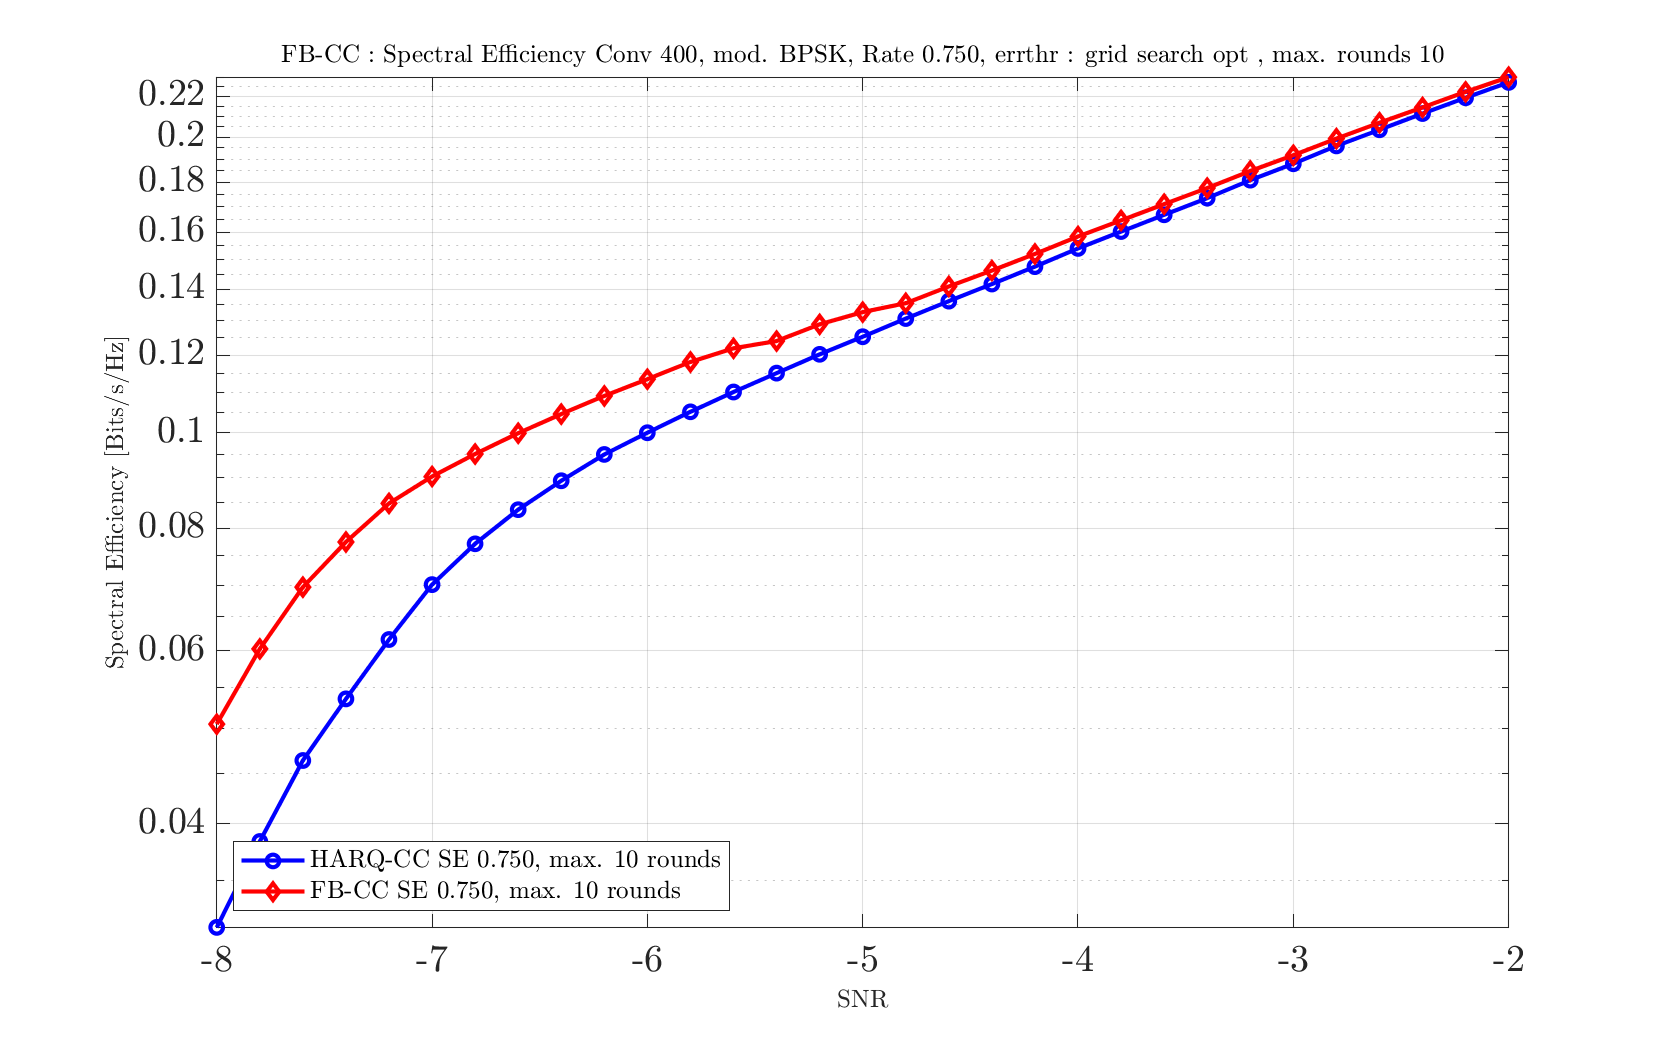 FB-CC : Spectral Efficiency Conv 400, mod. BPSK, Rate 0.750, errthr : grid search opt , max. rounds 10
0.22
0.2
0.18
0.16
0.14
0.12
0.1
0.08
0.06
0.04
Spectral Efficiency [Bits/s/Hz]
HARQ-CC SE 0.750, max. 10 rounds
FB-CC SE 0.750, max. 10 rounds
-8 -7 -6 -5 -4 -3 -2
SNR